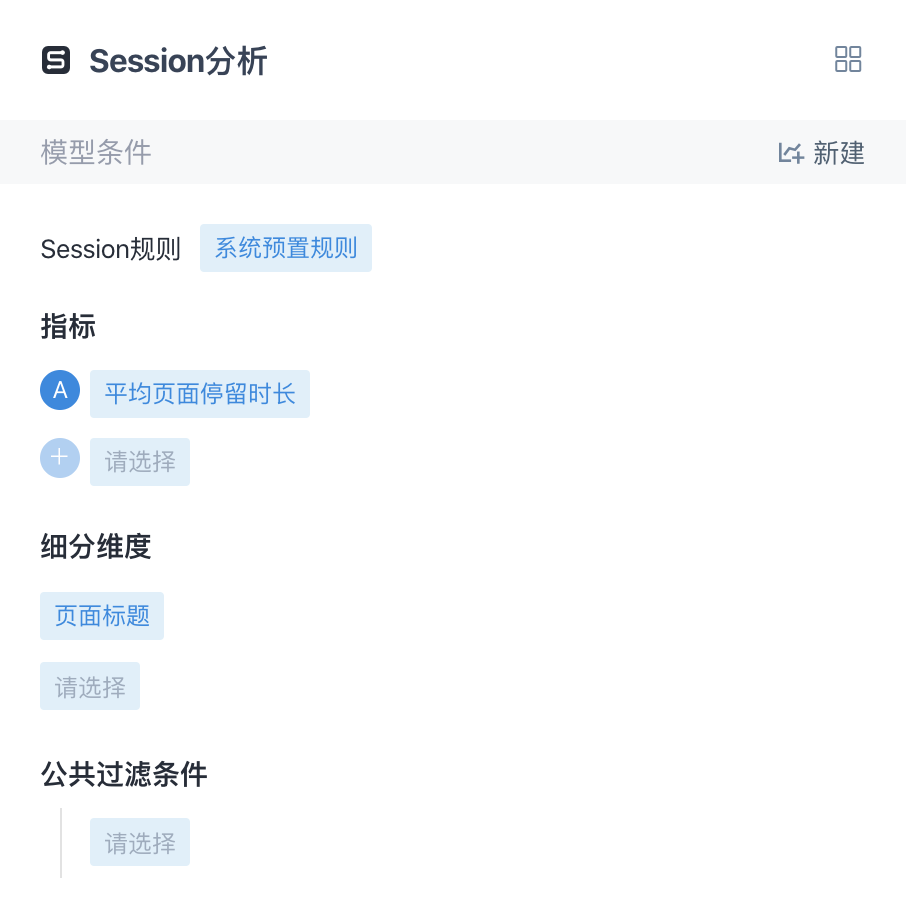 Session分析
模型条件
新建
Session规则 系统预置规则
指标
A 平均页面停留时长
请选择
细分维度
页面标题
请选择
公共过滤条件
请选择